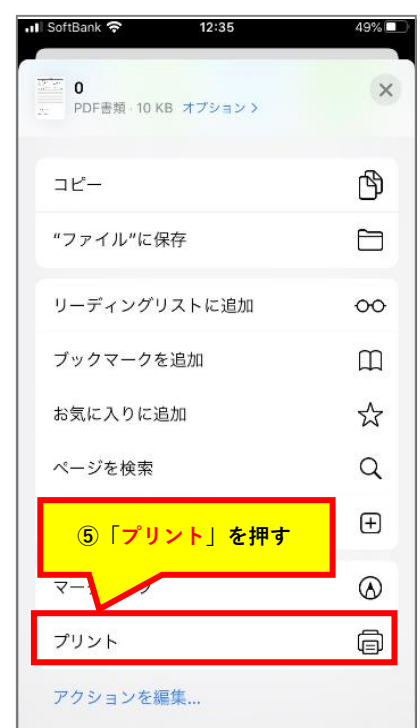 SoftBank 12:35 49%
0
PDF書類・10 KB オプション >
コピー
"ファイル"に保存
リーディングリストに追加
ブックマークを追加
お気に入りに追加
ページを検索
⑤「プリント」を押す
プリント
アクションを編集...